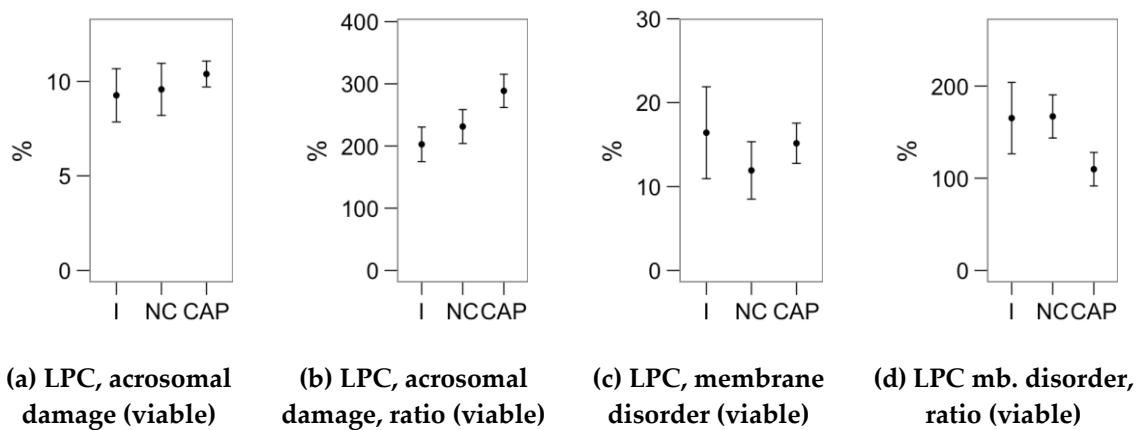 10
5
0
%
I NC CAP
(a) LPC, acrosomal
damage (viable)
400
300
200
100
0
%
I NC CAP
(b) LPC, acrosomal
damage, ratio (viable)
30
20
10
0
%
I NC CAP
(c) LPC, membrane
disorder (viable)
200
100
0
%
I NC CAP
(d) LPC mb. disorder,
ratio (viable)